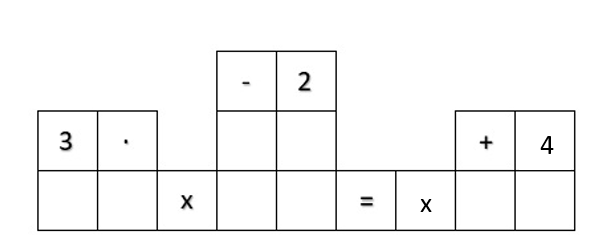 - 2
3 · + 4
x = x